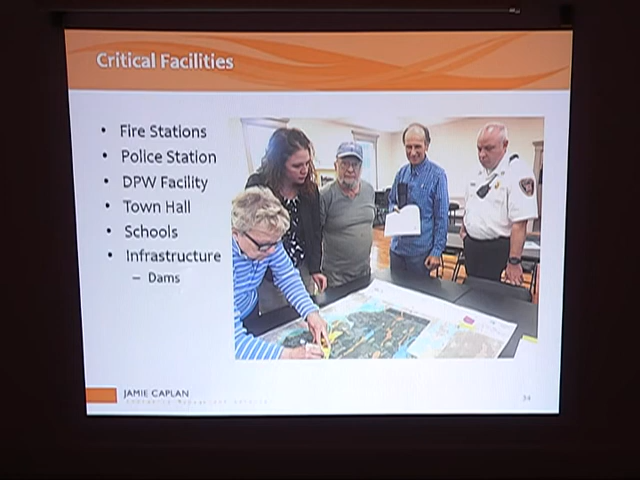 Critical Facilities
• Fire Stations
• Police Station
• DPW Facility
• Town Hall
• Schools
• Infrastructure
– Dams
JAMIE CAPLAN